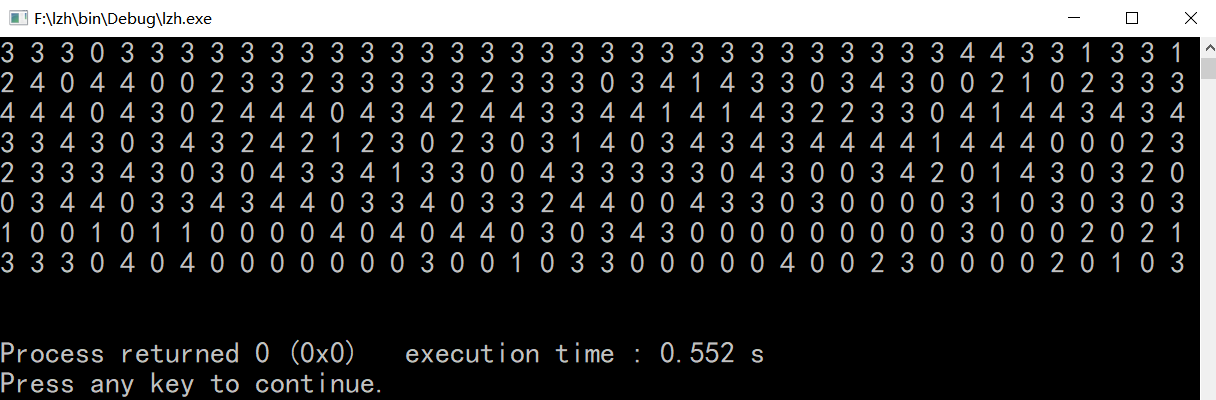 F:\lzh\bin\Debug\lzh.exe
3 3 3 0 3 3 3 3 3 3 3 3 3 3 3 3 3 3 3 3 3 3 3 3 3 3 3 3 3 3 3 3 4 4 3 3 1 3 3 1
2 4 0 4 4 0 0 2 3 3 2 3 3 3 3 3 2 3 3 3 0 3 4 1 4 3 3 0 3 4 3 0 0 2 1 0 2 3 3 3
4 4 4 0 4 3 0 2 4 4 4 0 4 3 4 2 4 4 3 3 4 4 1 4 1 4 3 2 2 3 3 0 4 1 4 4 3 4 3 4
3 3 4 3 0 3 4 3 2 4 2 1 2 3 0 2 3 0 3 1 4 0 3 4 3 4 3 4 4 4 4 1 4 4 4 0 0 0 2 3
2 3 3 3 4 3 0 3 0 4 3 3 4 1 3 3 0 0 4 3 3 3 3 3 0 4 0 0 3 4 2 0 1 4 3 0 3 2 0
0 3 4 4 0 3 3 4 3 4 4 0 3 3 4 0 3 3 2 4 4 0 0 4 3 3 0 3 0 0 0 0 3 1 0 3 0 3 0 3
1 0 0 1 0 1 1 0 0 0 0 4 0 4 0 4 4 0 3 0 3 4 3 0 0 0 0 0 0 0 0 0 3 0 0 0 2 0 2 1
3 3 3 0 4 0 4 0 0 0 0 0 0 0 3 0 0 1 0 3 3 0 0 0 0 0 4 0 0 2 3 0 0 0 0 2 0 1 0 3
Process returned 0 (0x0)   execution time : 0.552 s
Press any key to continue.